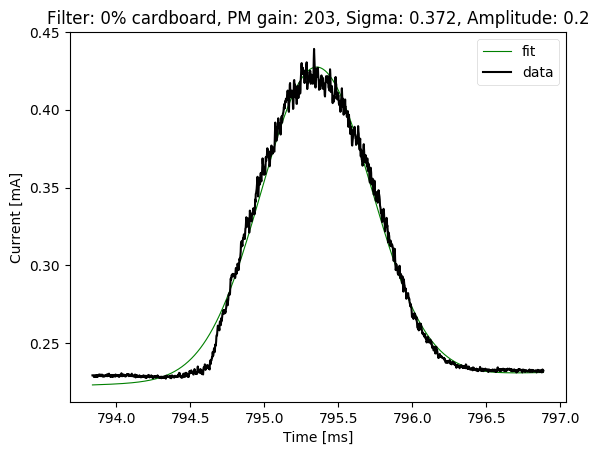 Filter: 0% cardboard, PM gain: 203, Sigma: 0.372, Amplitude: 0.2
fit
data
Current [mA]
0.45
0.40
0.35
0.30
0.25
794.0 794.5 795.0 795.5 796.0 796.5 797.0
Time [ms]